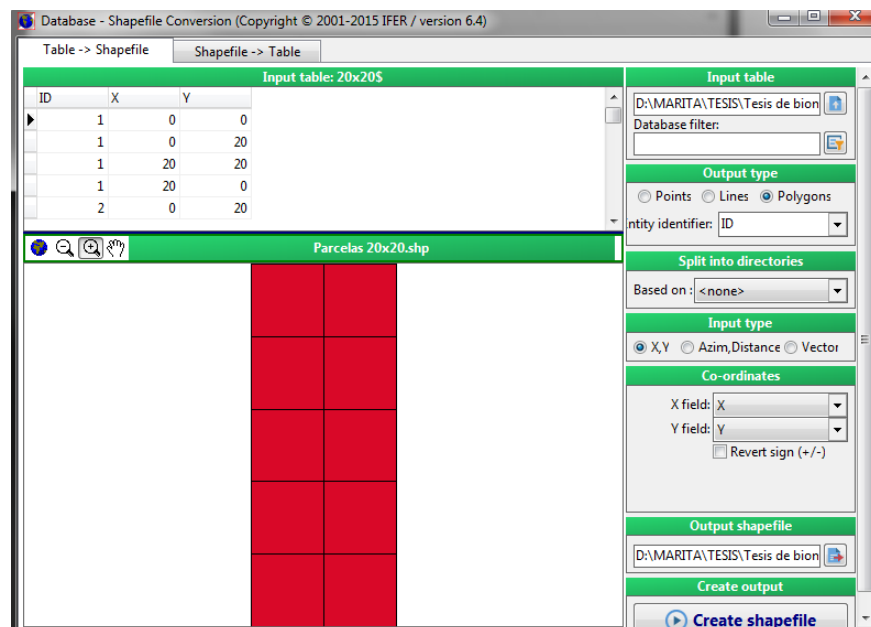 Database - Shapefile Conversion (Copyright © 2001-2015 IFER / version 6.4)
Table -> Shapefile
Shapefile -> Table
Input table: 20x20$
ID X Y
1 0 0
1 0 20
1 20 20
1 20 0
2 0 20
Parcelas 20x20.shp
Input table
D:\MARITA\TESIS\Tesis de bion
Database filter:
Output type
Points Lines Polygons
ntity identifier: ID
Split into directories
Based on : <none>
Input type
X,Y Azim,Distance Vector
Co-ordinates
X field: X
Y field: Y
Revert sign (+/-)
Output shapefile
D:\MARITA\TESIS\Tesis de bion
Create output
Create shapefile